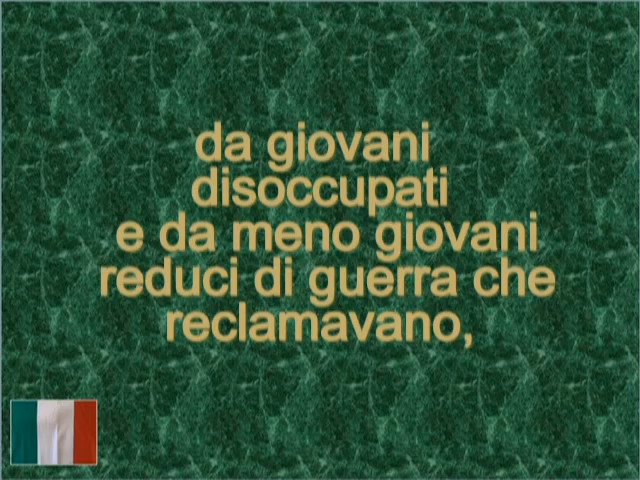 da giovani
disoccupati
e da meno giovani
reduci di guerra che
reclamavano,